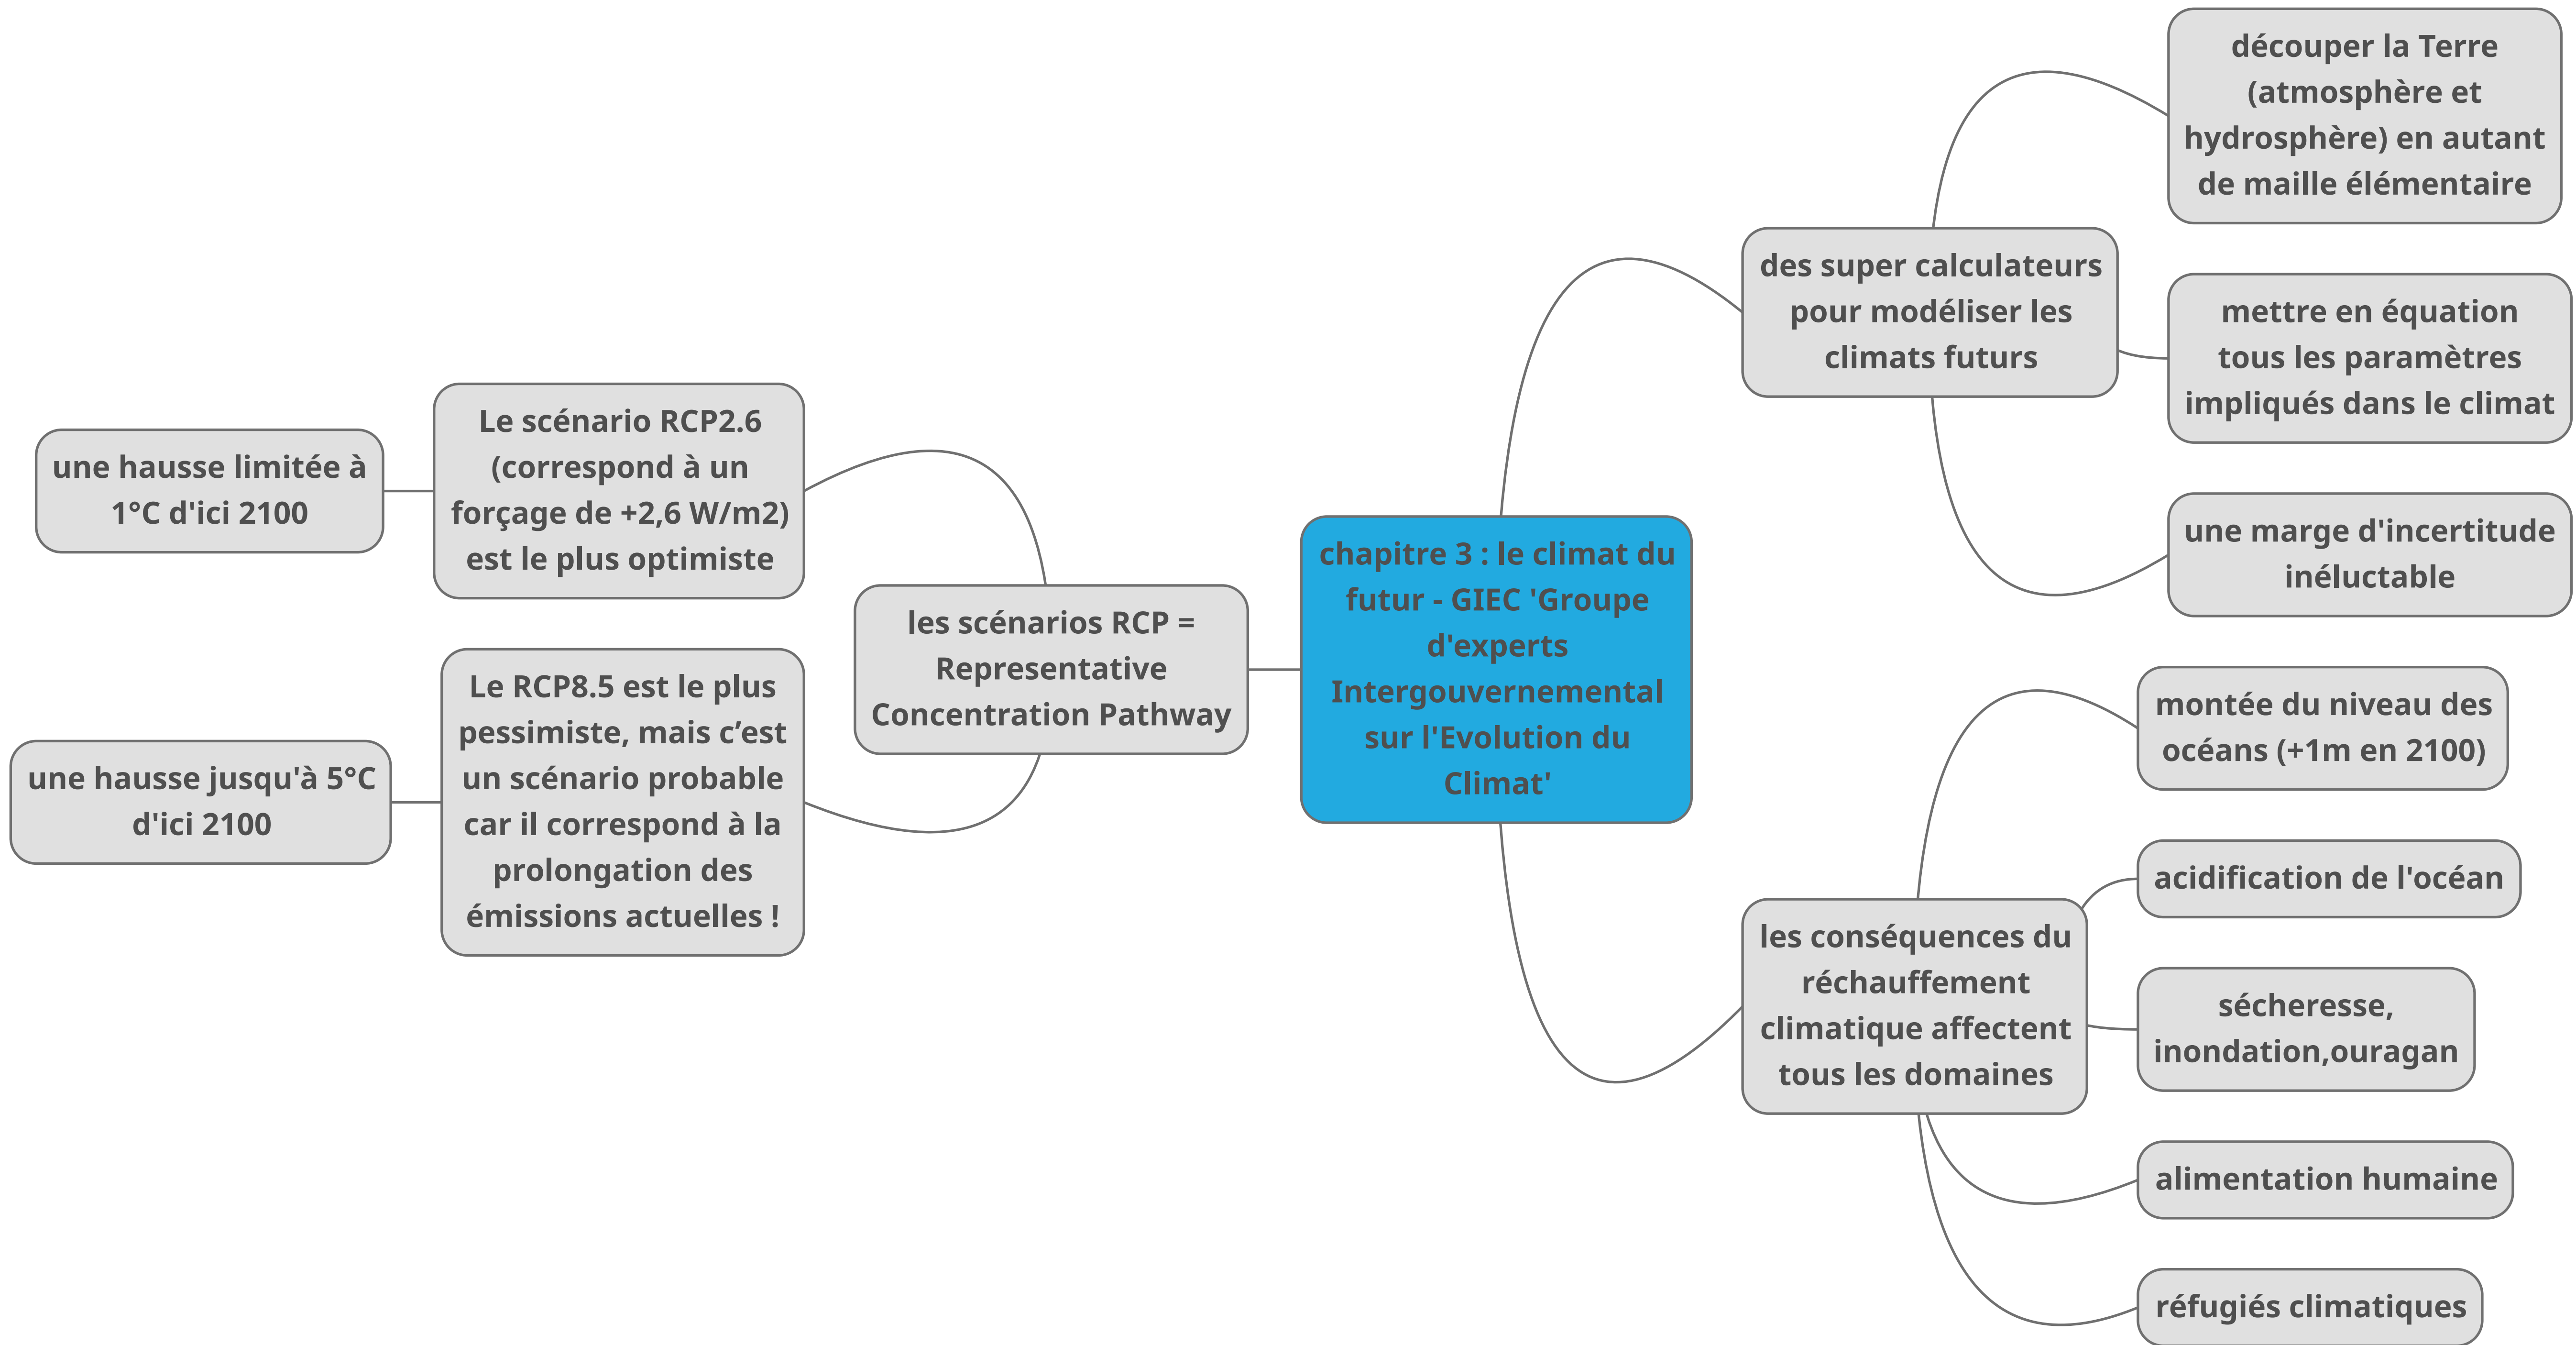 chapitre 3 : le climat du
futur - GIEC 'Groupe
d'experts
Intergouvernemental
sur l'Evolution du
Climat'
des super calculateurs
pour modéliser les
climats futurs
découper la Terre
(atmosphère et
hydrosphère) en autant
de maille élémentaire
mettre en équation
tous les paramètres
impliqués dans le climat
une marge d'incertitude
inéluctable
les conséquences du
réchauffement
climatique affectent
tous les domaines
montée du niveau des
océans (+1m en 2100)
acidification de l'océan
sécheresse,
inondation,ouragan
alimentation humaine
réfugiés climatiques
les scénarios RCP =
Representative
Concentration Pathway
Le scénario RCP2.6
(correspond à un
forçage de +2,6 W/m2)
est le plus optimiste
une hausse limitée à
1°C d'ici 2100
Le RCP8.5 est le plus
pessimiste, mais c’est
un scénario probable
car il correspond à la
prolongation des
émissions actuelles !
une hausse jusqu'à 5°C
d'ici 2100